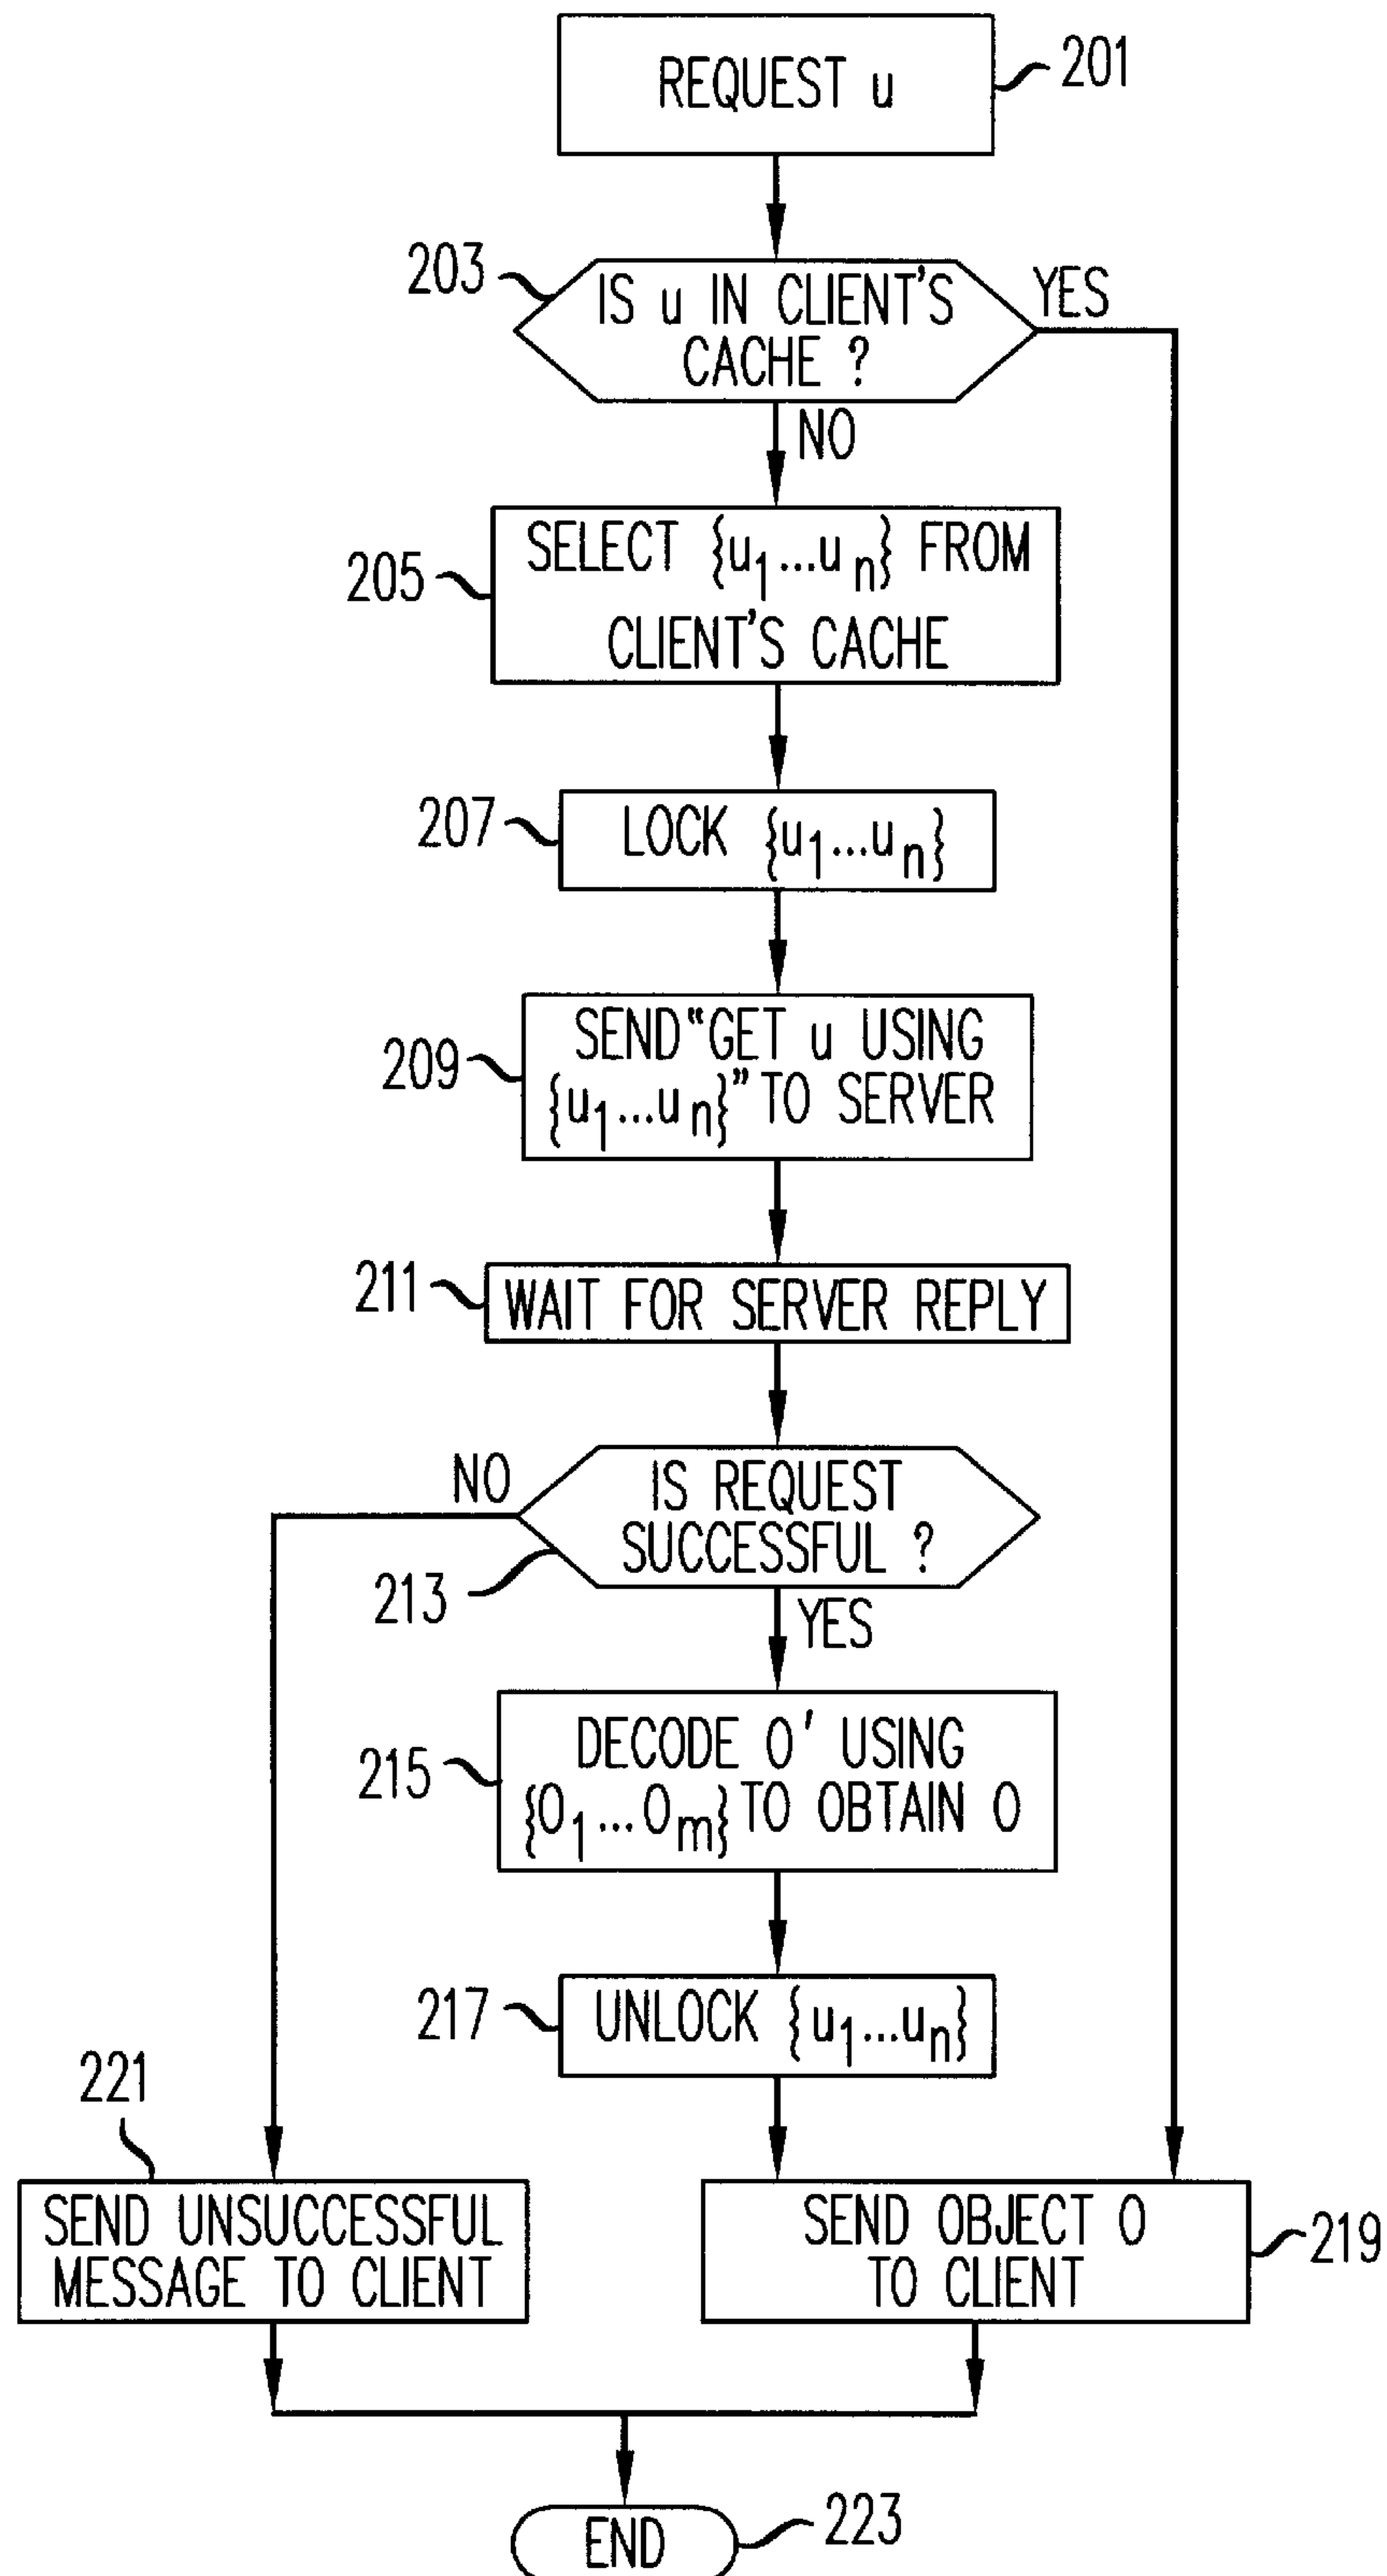 REQUEST u
201
203
IS u IN CLIENT'S
CACHE ?
YES
NO
205
SELECT {u1...un} FROM
CLIENT'S CACHE
207
LOCK {u1...un}
209
SEND "GET u USING
{u1...un}" TO SERVER
211
WAIT FOR SERVER REPLY
NO
IS REQUEST
SUCCESSFUL ?
213
YES
215
DECODE O' USING
{O1...Om} TO OBTAIN O
217
UNLOCK {u1...un}
221
SEND UNSUCCESSFUL
MESSAGE TO CLIENT
SEND OBJECT O
TO CLIENT
219
END
223